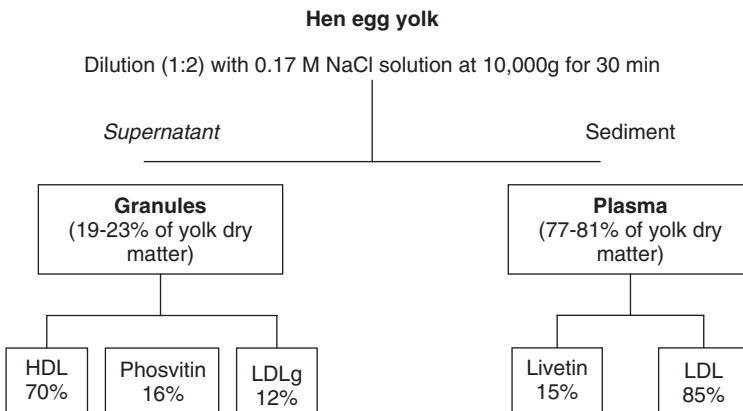 Hen egg yolk
Dilution (1:2) with 0.17 M NaCl solution at 10,000g for 30 min
Supernatant
Sediment
Granules
(19-23% of yolk dry
matter)
Plasma
(77-81% of yolk dry
matter)
HDL
70%
Phosvitin
16%
LDLg
12%
Livetin
15%
LDL
85%